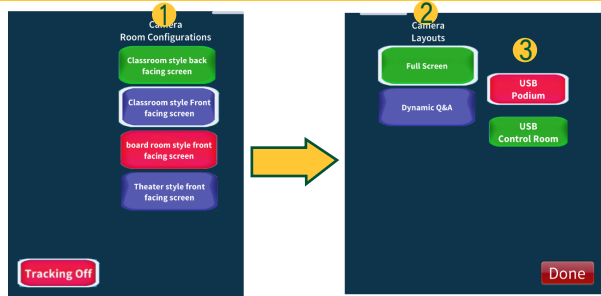 1
Camera
Room Configurations
Classroom style back
facing screen
Classroom style Front
facing screen
board room style front
facing screen
Theater style front
facing screen
Tracking Off
2
Camera
Layouts
3
Full Screen
USB
Podium
Dynamic Q&A
USB
Control Room
Done